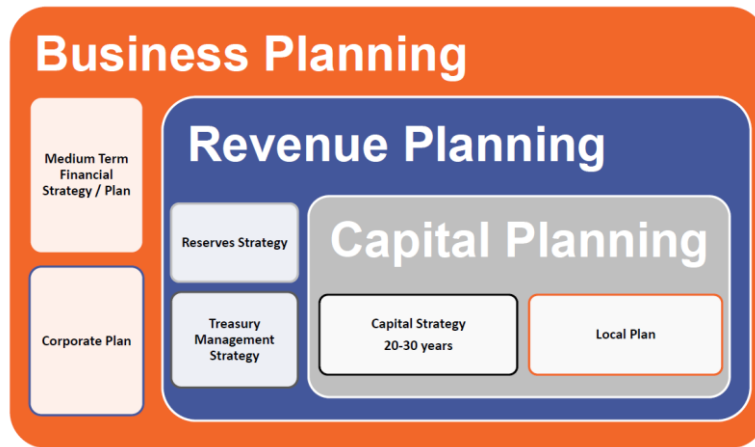 Business Planning
Medium Term
Financial
Strategy / Plan
Corporate Plan
Revenue Planning
Reserves Strategy
Treasury
Management
Strategy
Capital Planning
Capital Strategy
20-30 years
Local Plan